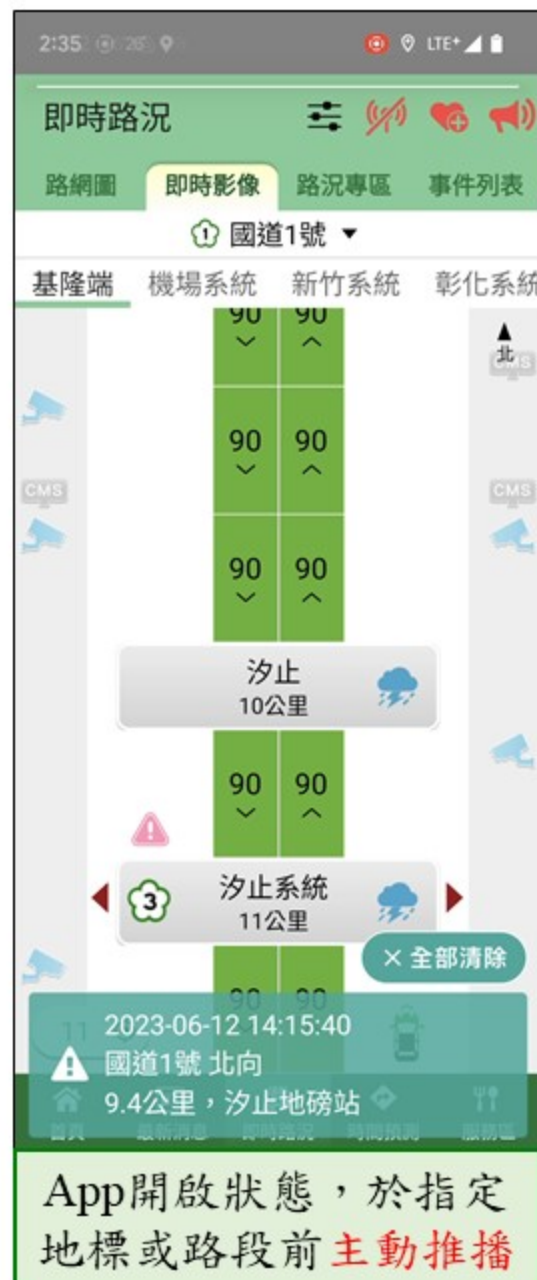 2:35 26°
LTE+
即時路況
路網圖 即時影像 路況專區 事件列表
1 國道1號
基隆端 機場系統 新竹系統 彰化系統
90 90
北
CMS
90 90
CMS CMS
90 90
汐止
10公里
90 90
3 汐止系統
11公里
× 全部清除
90 90
2023-06-12 14:15:40
國道1號 北向
9.4公里,汐止地磅站
首頁 最新消息 即時路況 時間預測 服務區
App開啟狀態,於指定
地標或路段前主動推播